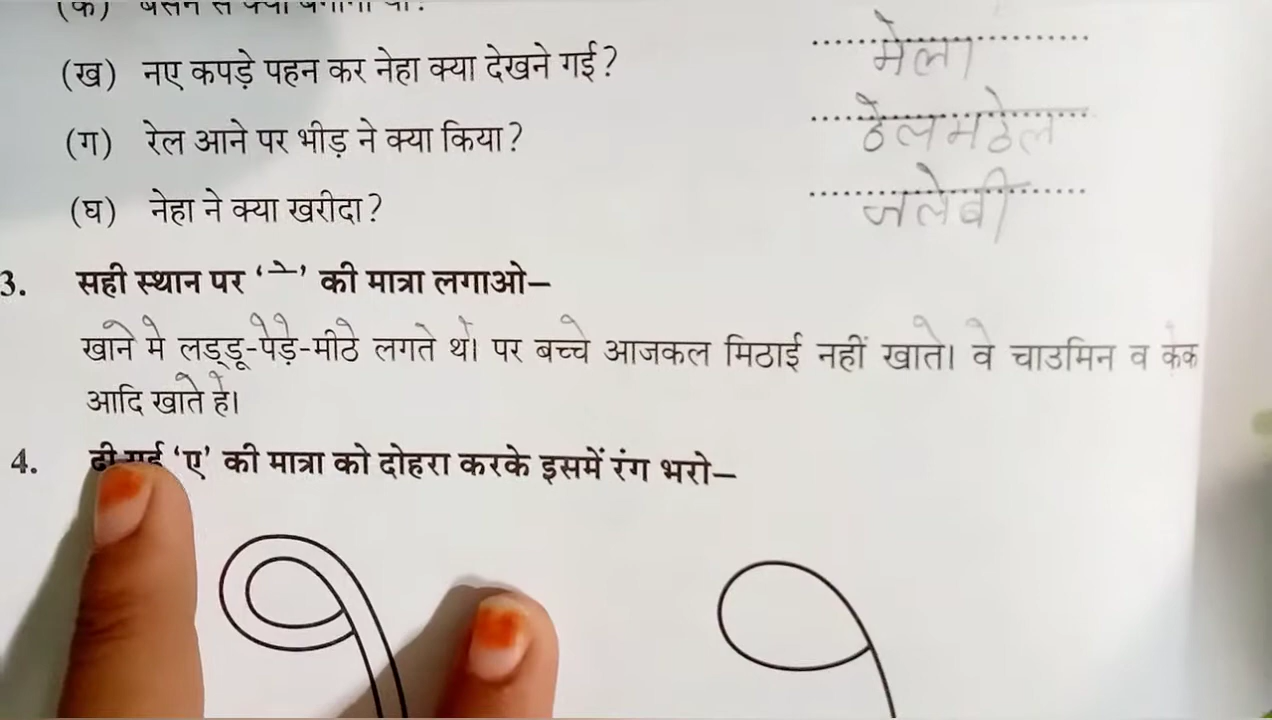 (ख) नए कपड़े पहन कर नेहा क्या देखने गई? मेला
(ग) रेल आने पर भीड़ ने क्या किया? ठेलमठेल
(घ) नेहा ने क्या खरीदा? जलेबी
3. सही स्थान पर ‘े’ की मात्रा लगाओ–
खाने मे लड्डू-पेड़े-मीठे लगते थे। पर बच्चे आजकल मिठाई नहीं खाते। वे चाउमिन व केक
आदि खाते हे।
4. दी गई ‘ए’ की मात्रा को दोहरा करके इसमें रंग भरो–